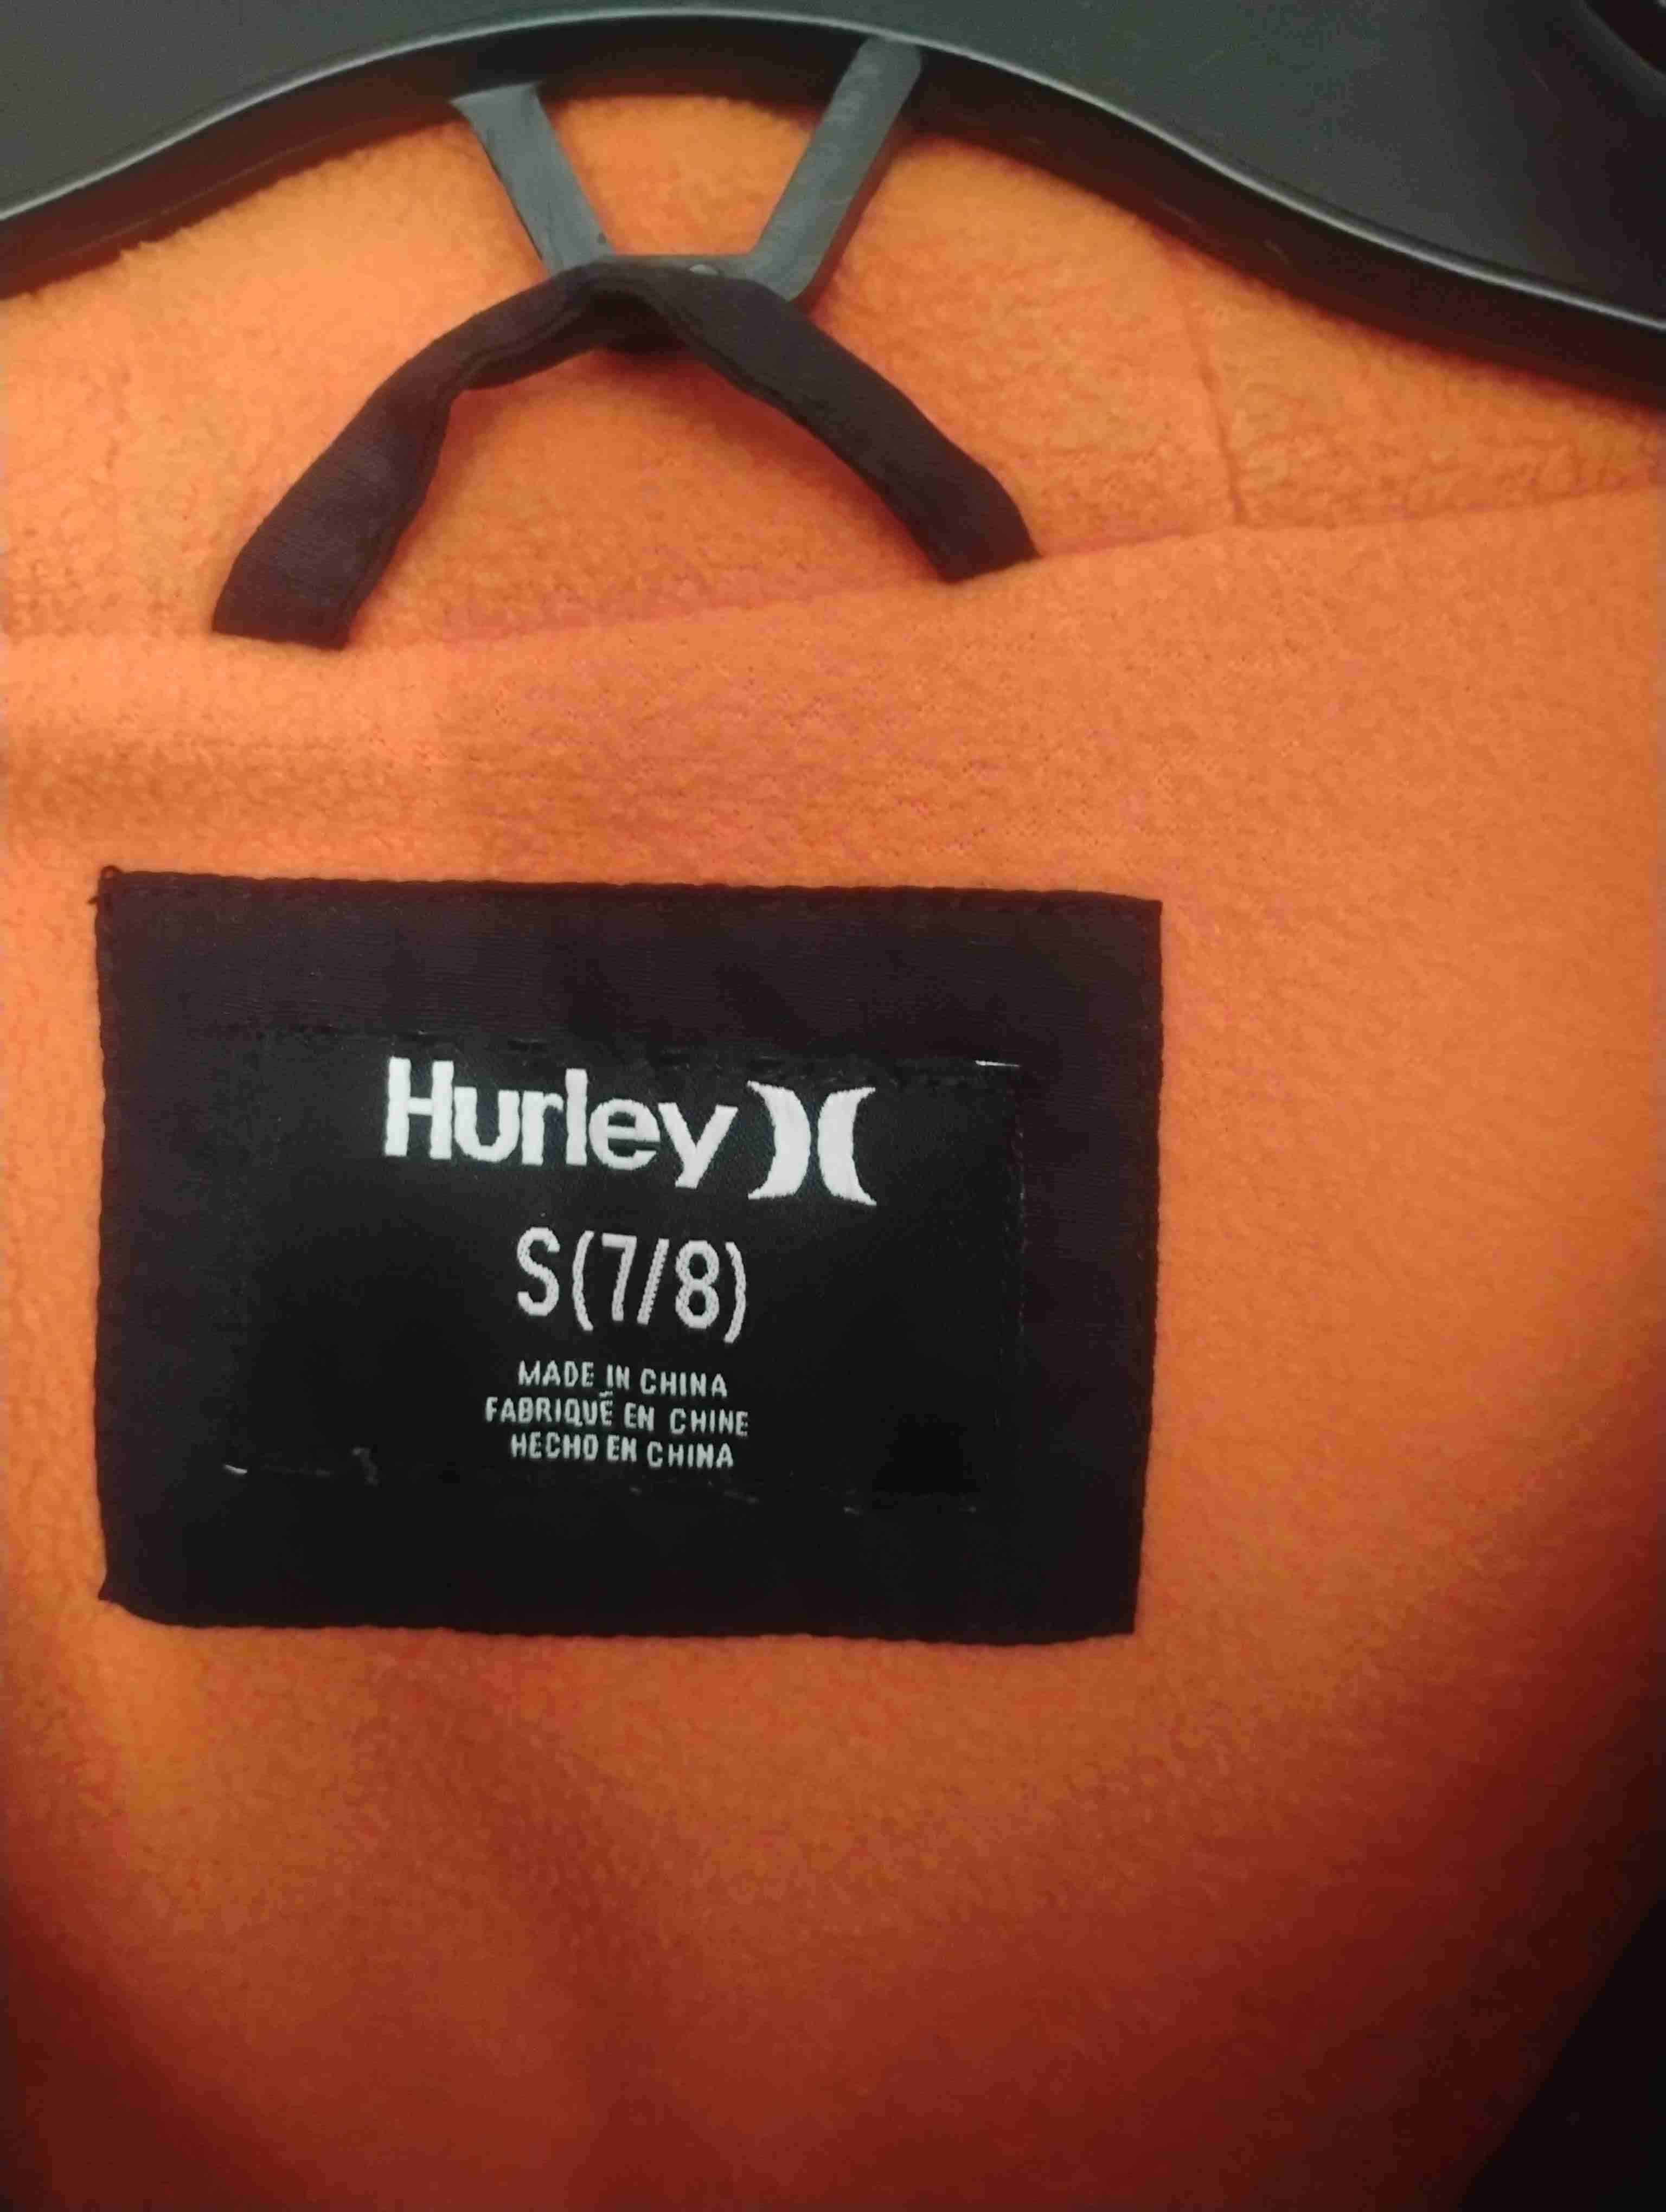 Hurley
S(7/8)
MADE IN CHINA
FABRIQUÉ EN CHINE
HECHO EN CHINA